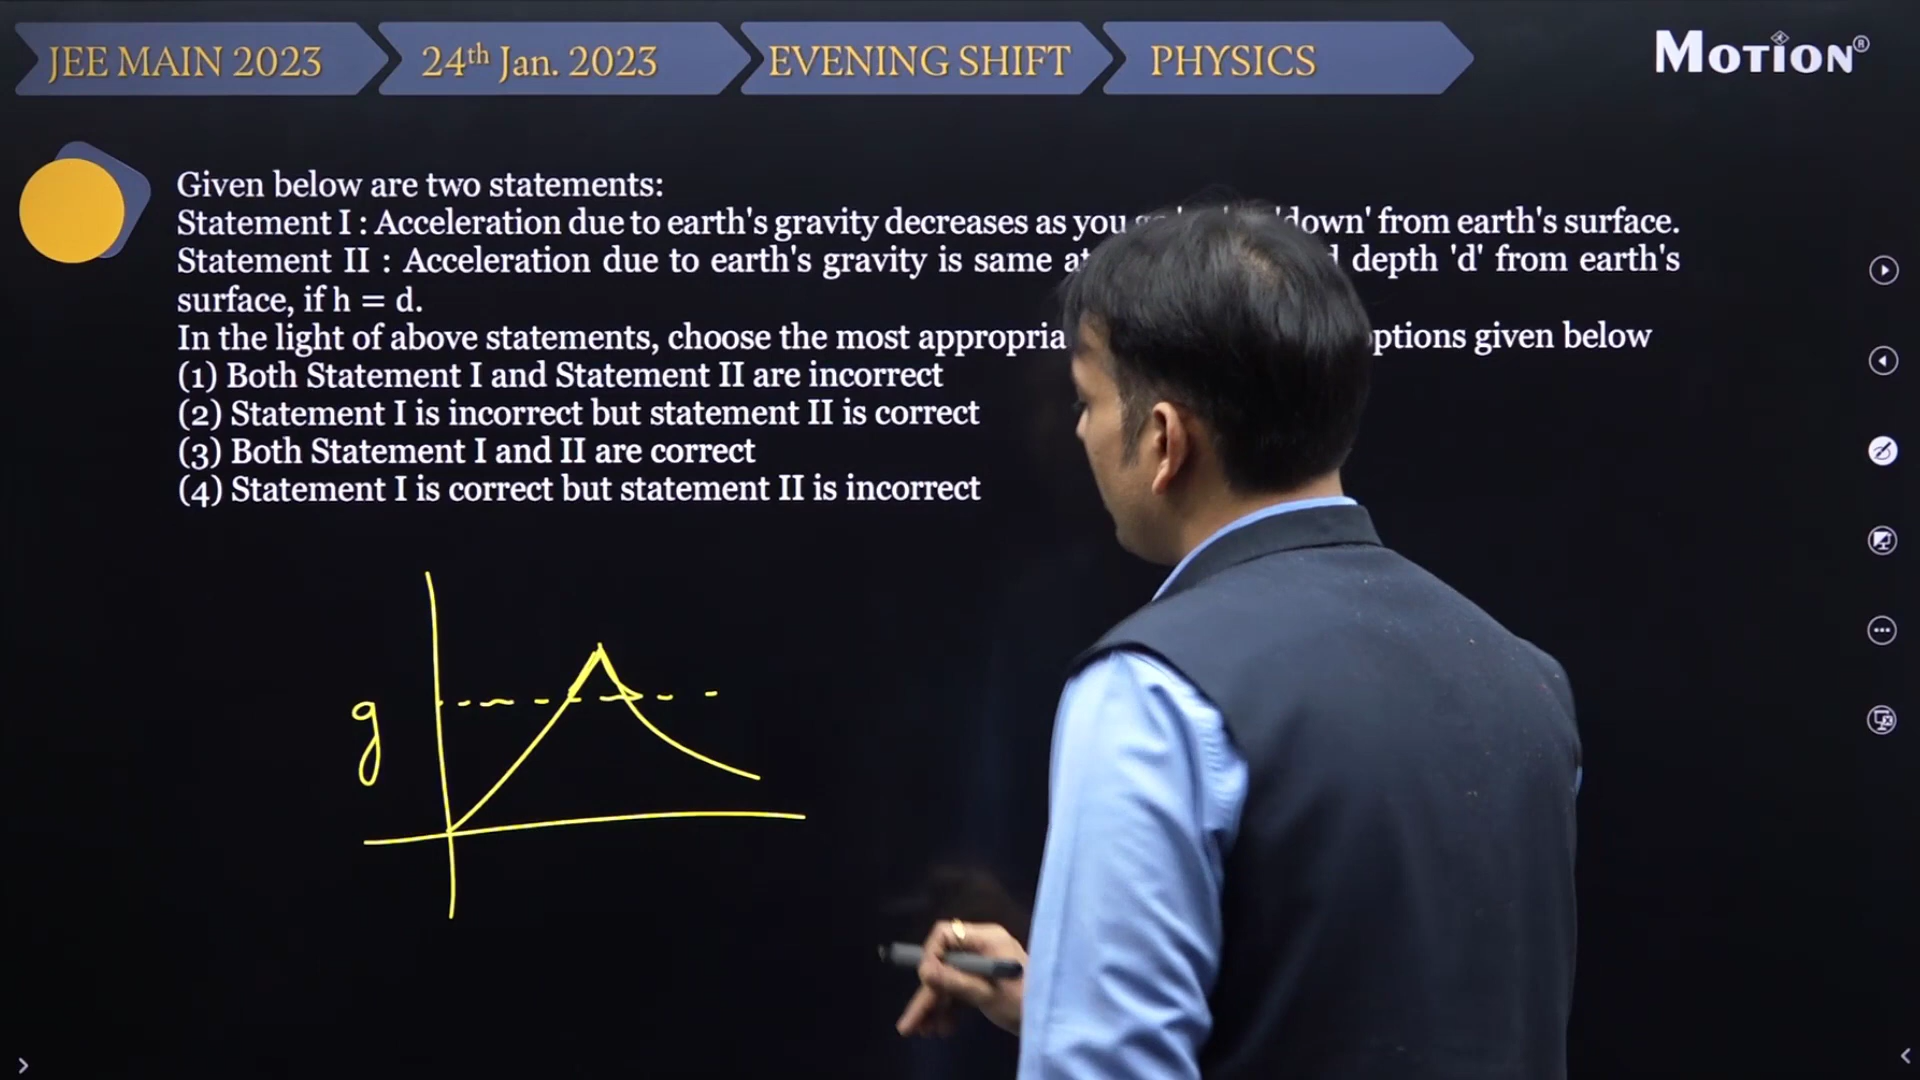 JEE MAIN 2023 24th Jan. 2023 EVENING SHIFT PHYSICS MOTION®
Given below are two statements:
Statement I : Acceleration due to earth's gravity decreases as you 'down' from earth's surface.
Statement II : Acceleration due to earth's gravity is same at depth 'd' from earth's
surface, if h = d.
In the light of above statements, choose the most options given below
(1) Both Statement I and Statement II are incorrect
(2) Statement I is incorrect but statement II is correct
(3) Both Statement I and II are correct
(4) Statement I is correct but statement II is incorrect
g